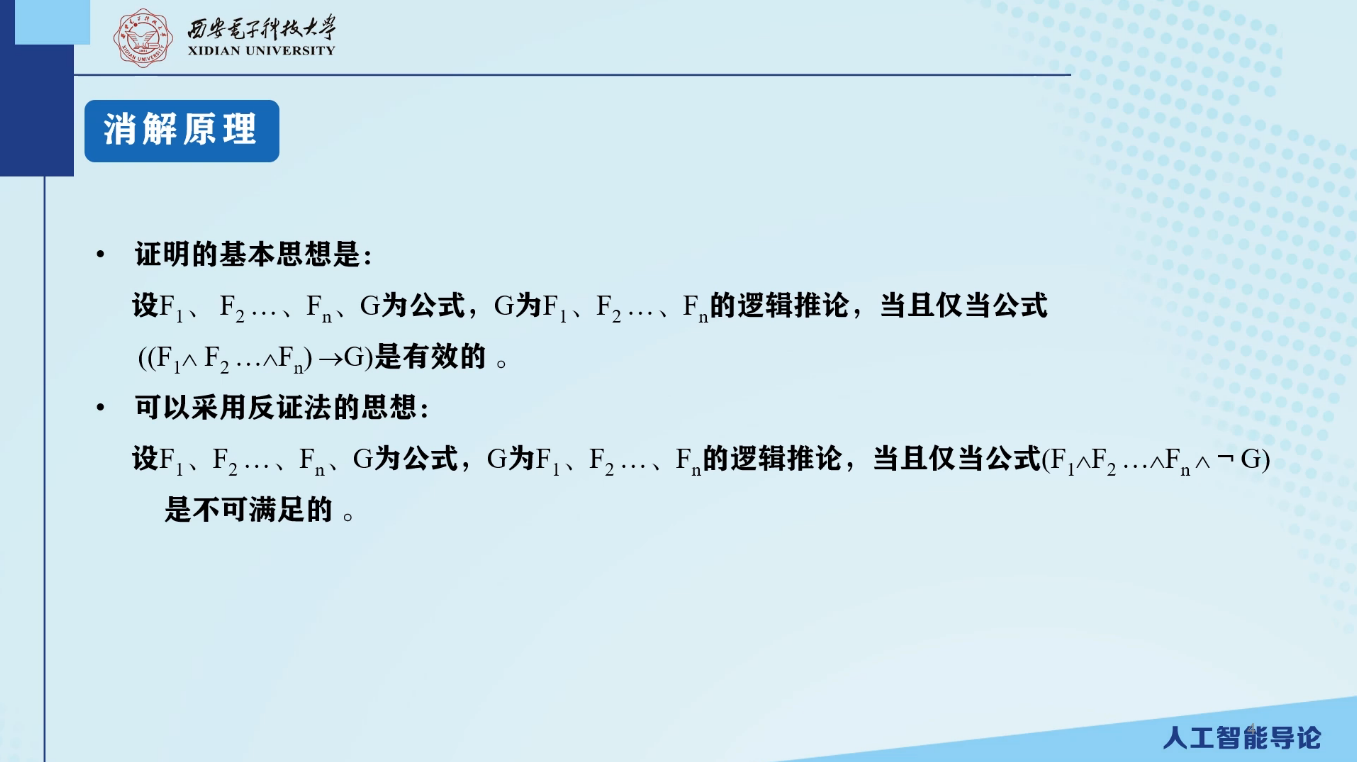 西安电子科技大学
XIDIAN UNIVERSITY
消解原理
• 证明的基本思想是：
设F1、 F2 …、Fn、G为公式，G为F1、F2 …、Fn的逻辑推论，当且仅当公式
((F1∧ F2 …∧Fn) →G)是有效的 。
• 可以采用反证法的思想：
设F1、F2 …、Fn、G为公式，G为F1、F2 …、Fn的逻辑推论，当且仅当公式(F1∧F2 …∧Fn ∧ ¬ G)
是不可满足的 。
人工智能导论